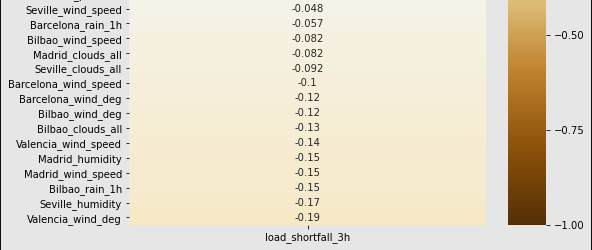 Seville_wind_speed -0.048
Barcelona_rain_1h -0.057
Bilbao_wind_speed -0.082
Madrid_clouds_all -0.082
Seville_clouds_all -0.092
Barcelona_wind_speed -0.1
Barcelona_wind_deg -0.12
Bilbao_wind_deg -0.12
Bilbao_clouds_all -0.13
Valencia_wind_speed -0.14
Madrid_humidity -0.15
Madrid_wind_speed -0.15
Bilbao_rain_1h -0.15
Seville_humidity -0.17
Valencia_wind_deg -0.19
load_shortfall_3h
−0.50
−0.75
−1.00